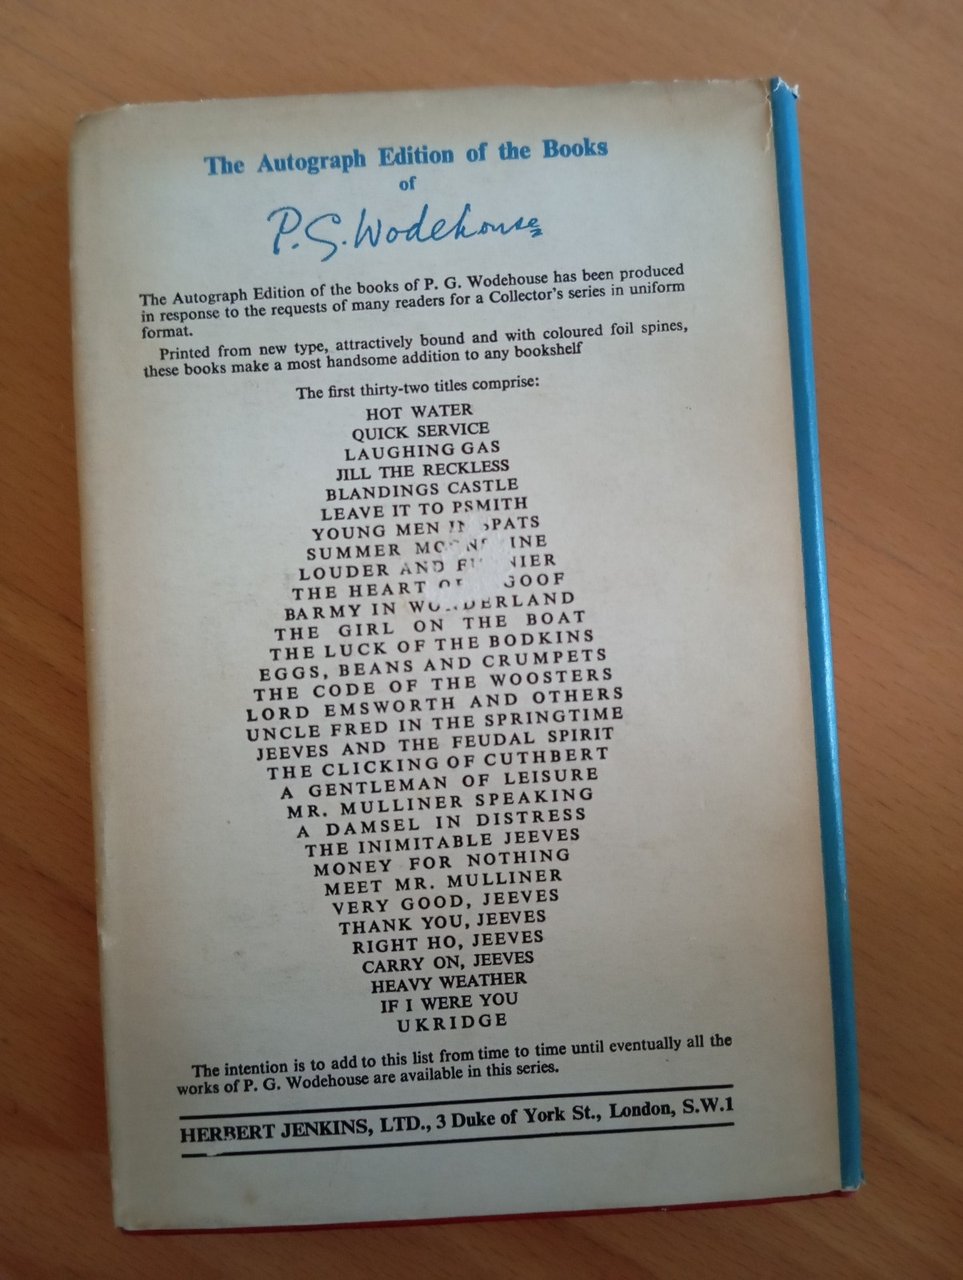 The Autograph Edition of the Books
of
P. G. Wodehouse
The Autograph Edition of the books of P. G. Wodehouse has been produced
in response to the requests of many readers for a Collector's series in uniform
format.
Printed from new type, attractively bound and with coloured foil spines,
these books make a most handsome addition to any bookshelf
The first thirty-two titles comprise:
HOT WATER
QUICK SERVICE
LAUGHING GAS
JILL THE RECKLESS
BLANDINGS CASTLE
LEAVE IT TO PSMITH
YOUNG MEN IN SPATS
SUMMER MOONSHINE
LOUDER AND FUNNIER
THE HEART OF GOOF
BARMY IN WONDERLAND
THE GIRL ON THE BOAT
THE LUCK OF THE BODKINS
EGGS, BEANS AND CRUMPETS
THE CODE OF THE WOOSTERS
LORD EMSWORTH AND OTHERS
UNCLE FRED IN THE SPRINGTIME
JEEVES AND THE FEUDAL SPIRIT
THE CLICKING OF CUTHBERT
A GENTLEMAN OF LEISURE
MR. MULLINER SPEAKING
A DAMSEL IN DISTRESS
THE INIMITABLE JEEVES
MONEY FOR NOTHING
MEET MR. MULLINER
VERY GOOD, JEEVES
THANK YOU, JEEVES
RIGHT HO, JEEVES
CARRY ON, JEEVES
HEAVY WEATHER
IF I WERE YOU
UKRIDGE
The intention is to add to this list from time to time until eventually all the
works of P. G. Wodehouse are available in this series.
HERBERT JENKINS, LTD., 3 Duke of York St., London, S.W.1